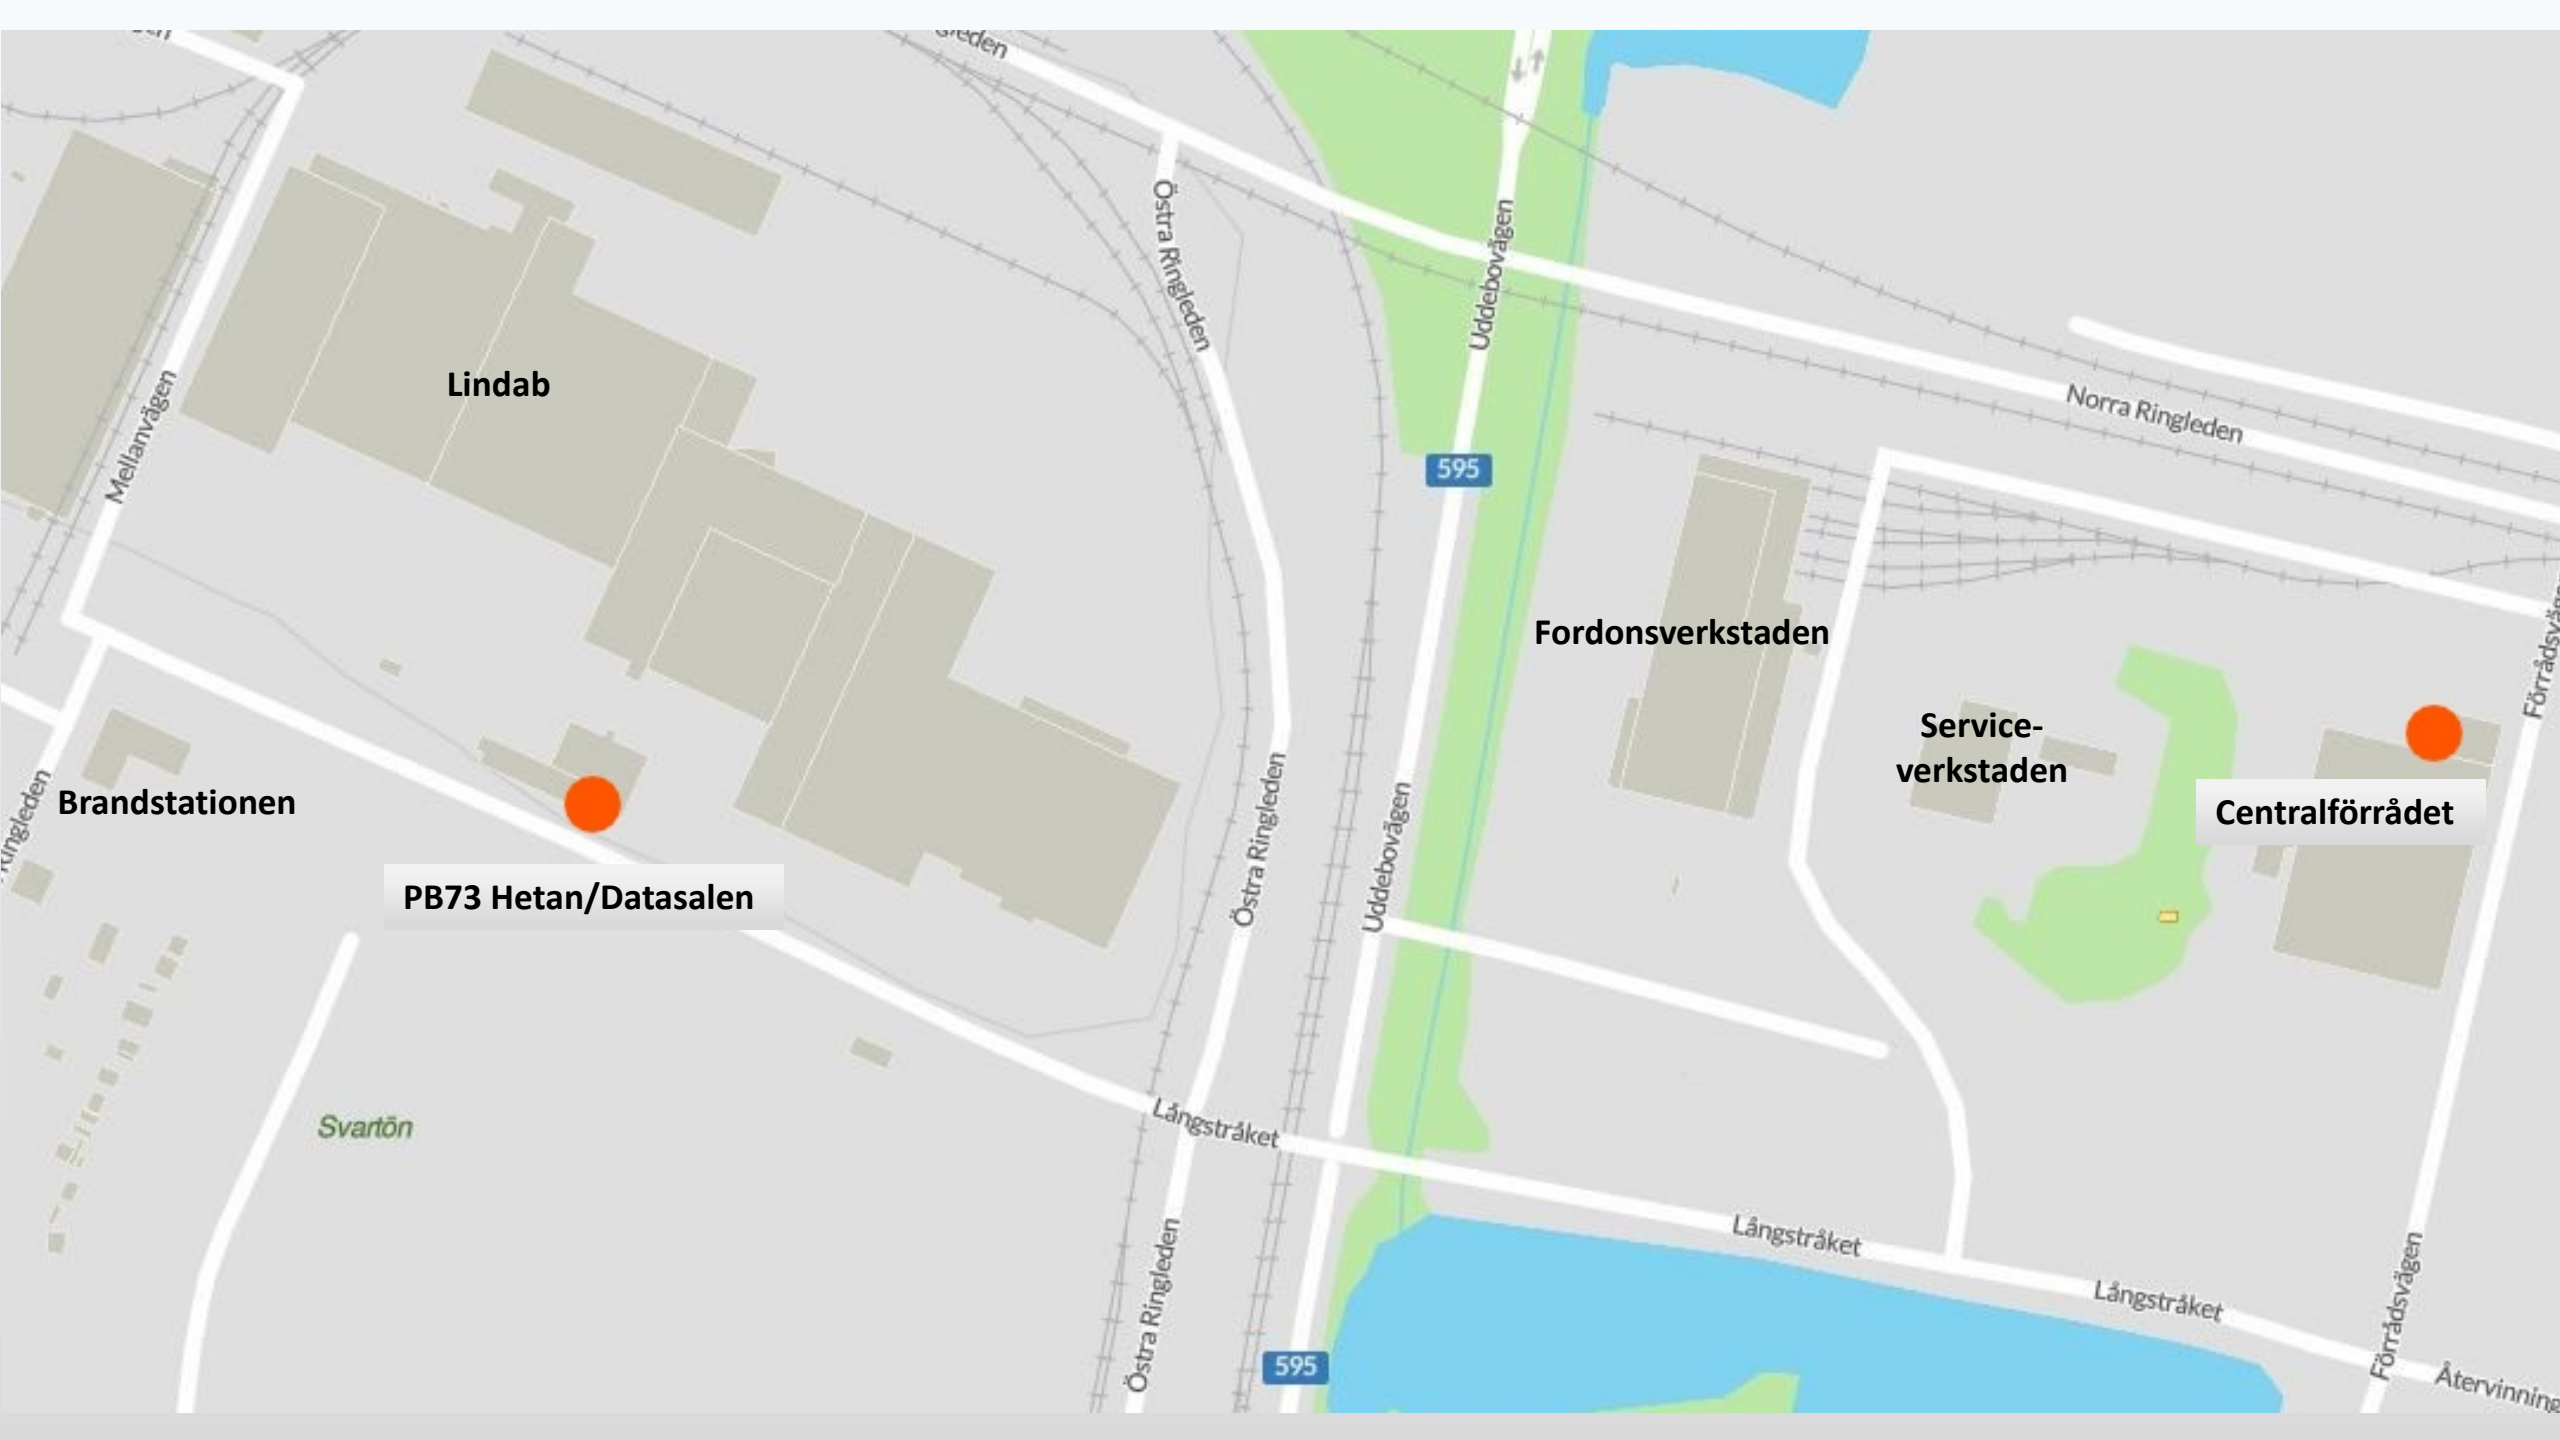 Norra Ringleden
Östra Ringleden
Uddebovägen
Mellanvägen
Lindab
595
Fordonsverkstaden
Service-
verkstaden
Centralförrådet
Brandstationen
PB73 Hetan/Datasalen
Östra Ringleden
Uddebovägen
Svartön
Långstråket
Långstråket
Långstråket
Östra Ringleden
Förrådsvägen
595